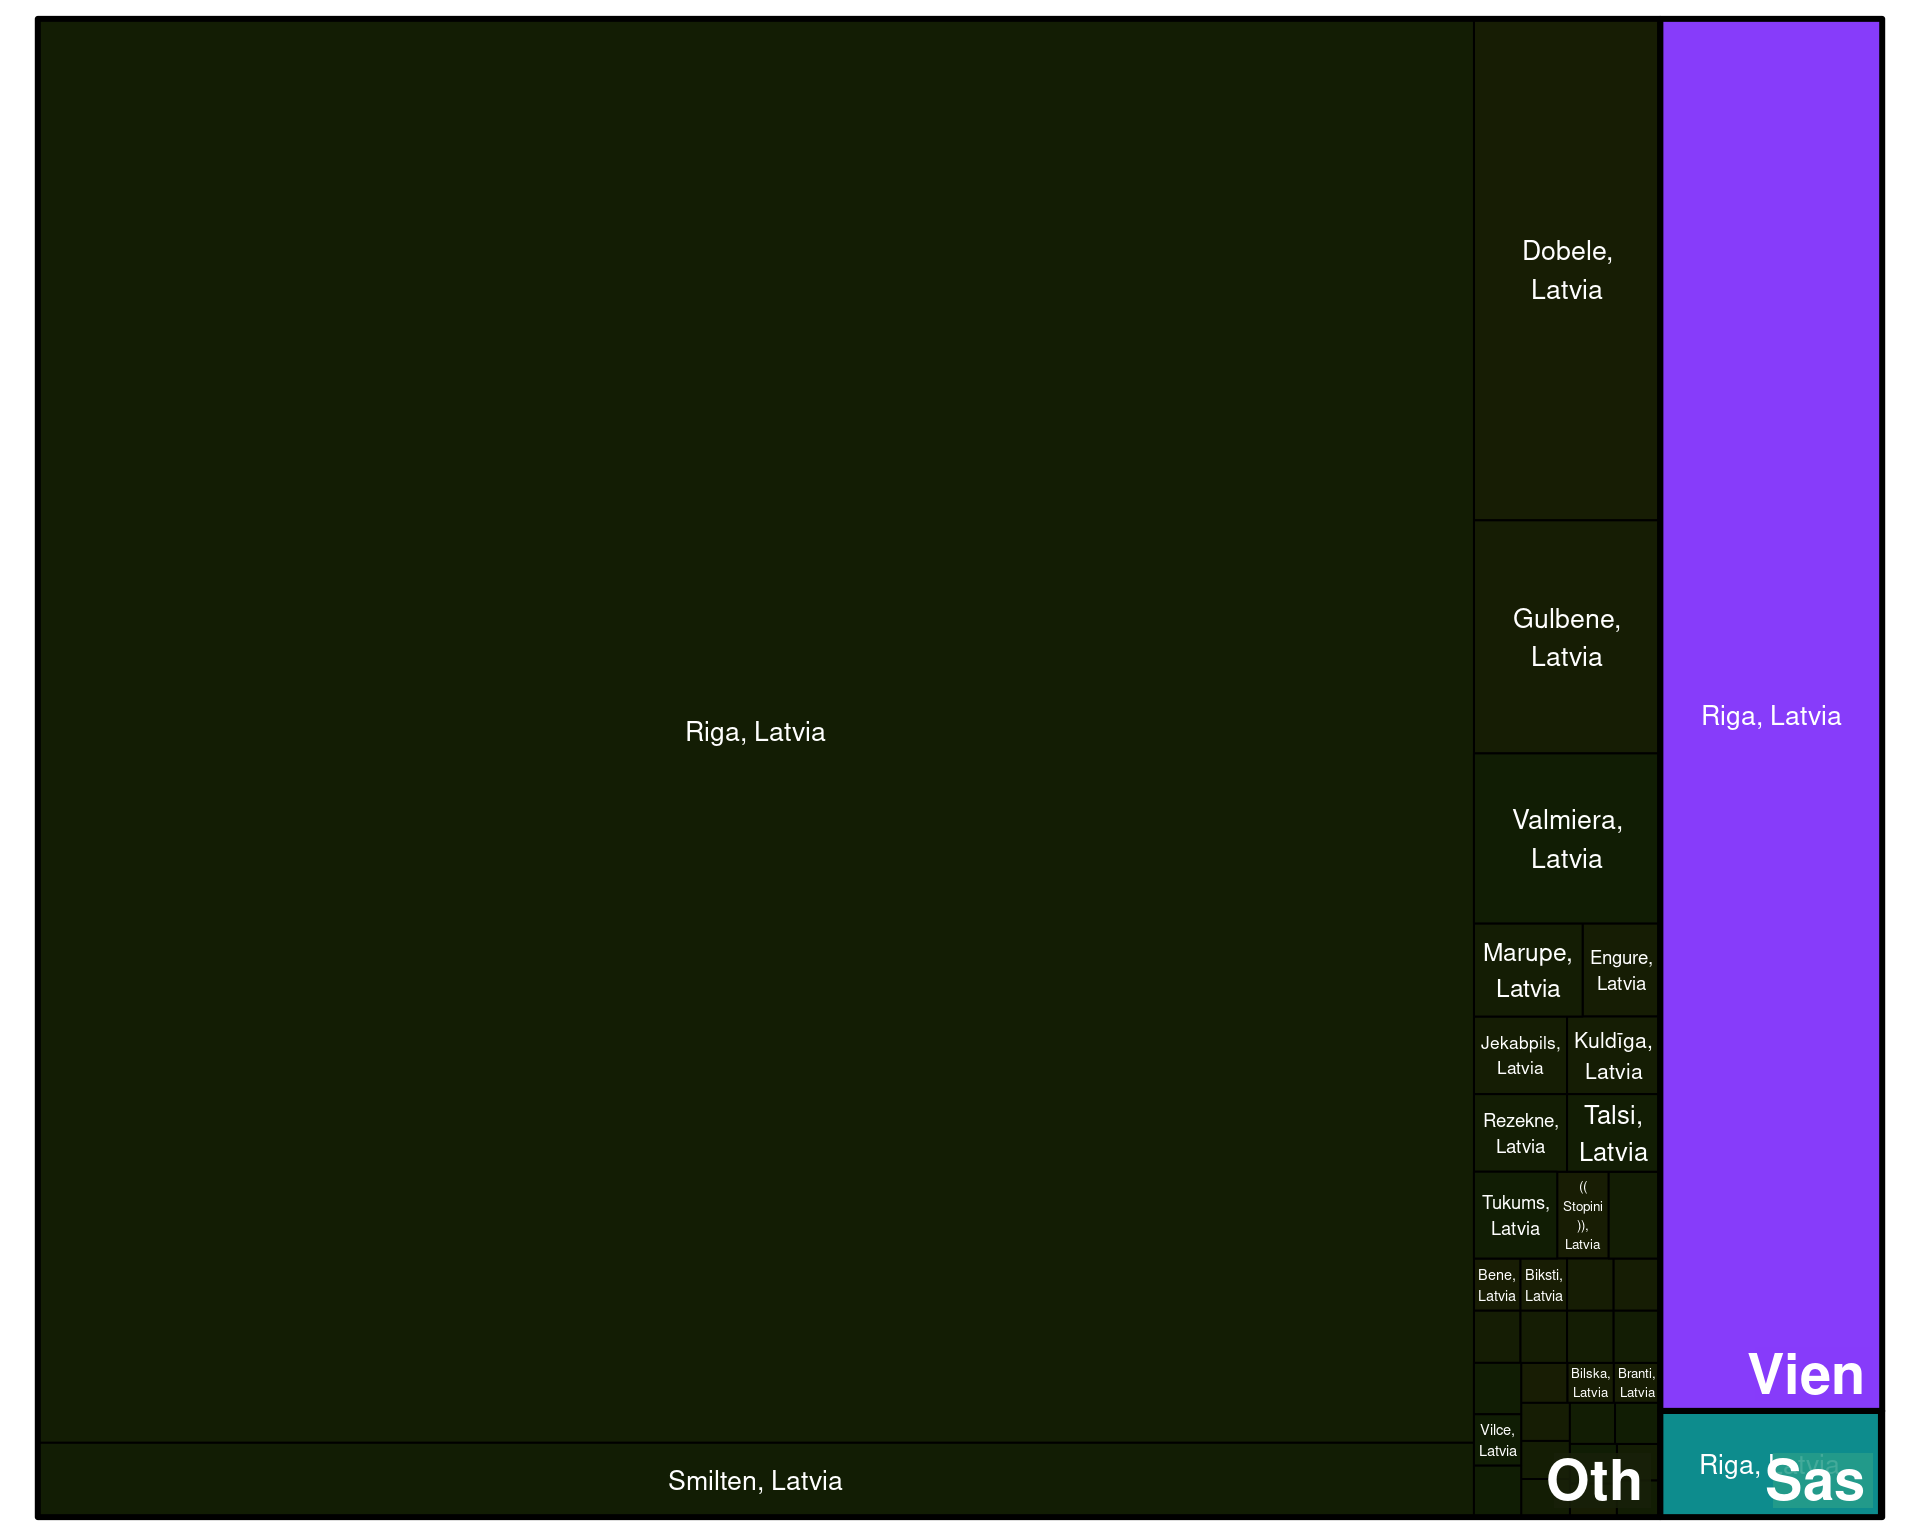 Riga, Latvia
Smilten, Latvia
Dobele,
Latvia
Gulbene,
Latvia
Valmiera,
Latvia
Marupe,
Latvia
Engure,
Latvia
Jekabpils,
Latvia
Kuldīga,
Latvia
Rezekne,
Latvia
Talsi,
Latvia
Tukums,
Latvia
((
Stopini
)),
Latvia
Bene,
Latvia
Biksti,
Latvia
Bilska,
Latvia
Branti,
Latvia
Vilce,
Latvia
Oth
Riga, Latvia
Vien
Riga, Latvia
Sas